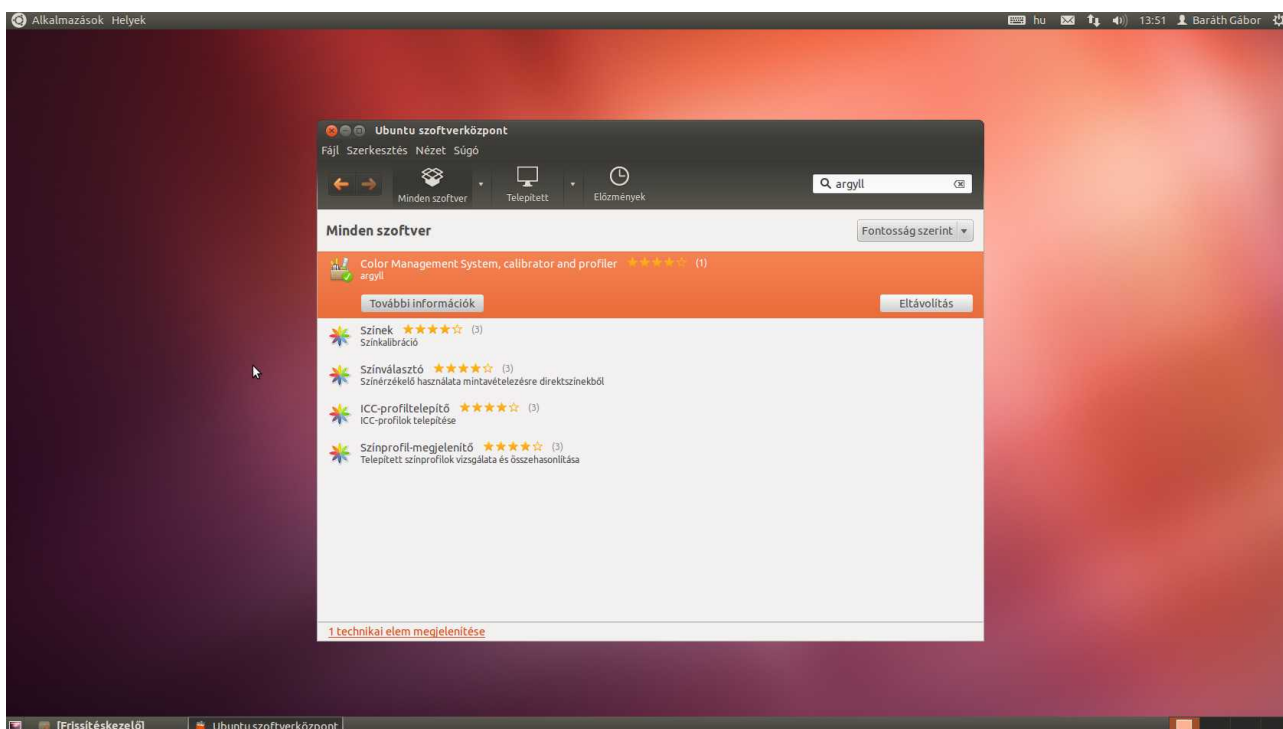 Alkalmazások Helyek hu 13:51 Baráth Gábor
Ubuntu szoftverközpont
Fájl Szerkesztés Nézet Súgó
Minden szoftver Telepített Előzmények argyll
Minden szoftver Fontosság szerint
Color Management System, calibrator and profiler (1)
argyll
További információk Eltávolítás
Színek (3)
Színkalibráció
Színválasztó (3)
Színérzékelő használata mintavételezésre direktszínekből
ICC-profiltelepítő (3)
ICC-profilok telepítése
Színprofil-megjelenítő (3)
Telepített színprofilok vizsgálata és összehasonlítása
1 technikai elem megjelenítése
[Frissítéskezelő] Ubuntu szoftverközpont